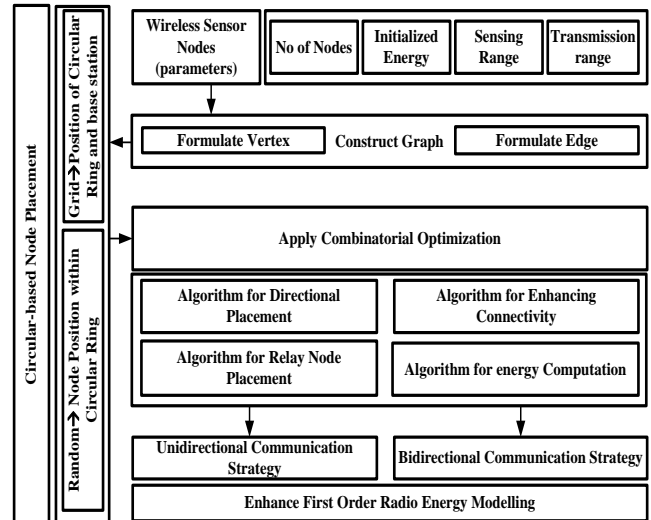 Circular-based Node Placement
Grid→Position of Circular
Ring and base station
Random→ Node Position within
Circular Ring
Wireless Sensor
Nodes
(parameters)
No of Nodes
Initialized
Energy
Sensing
Range
Transmission
range
Formulate Vertex
Construct Graph
Formulate Edge
Apply Combinatorial Optimization
Algorithm for Directional
Placement
Algorithm for Enhancing
Connectivity
Algorithm for Relay Node
Placement
Algorithm for energy Computation
Unidirectional Communication
Strategy
Bidirectional Communication Strategy
Enhance First Order Radio Energy Modelling